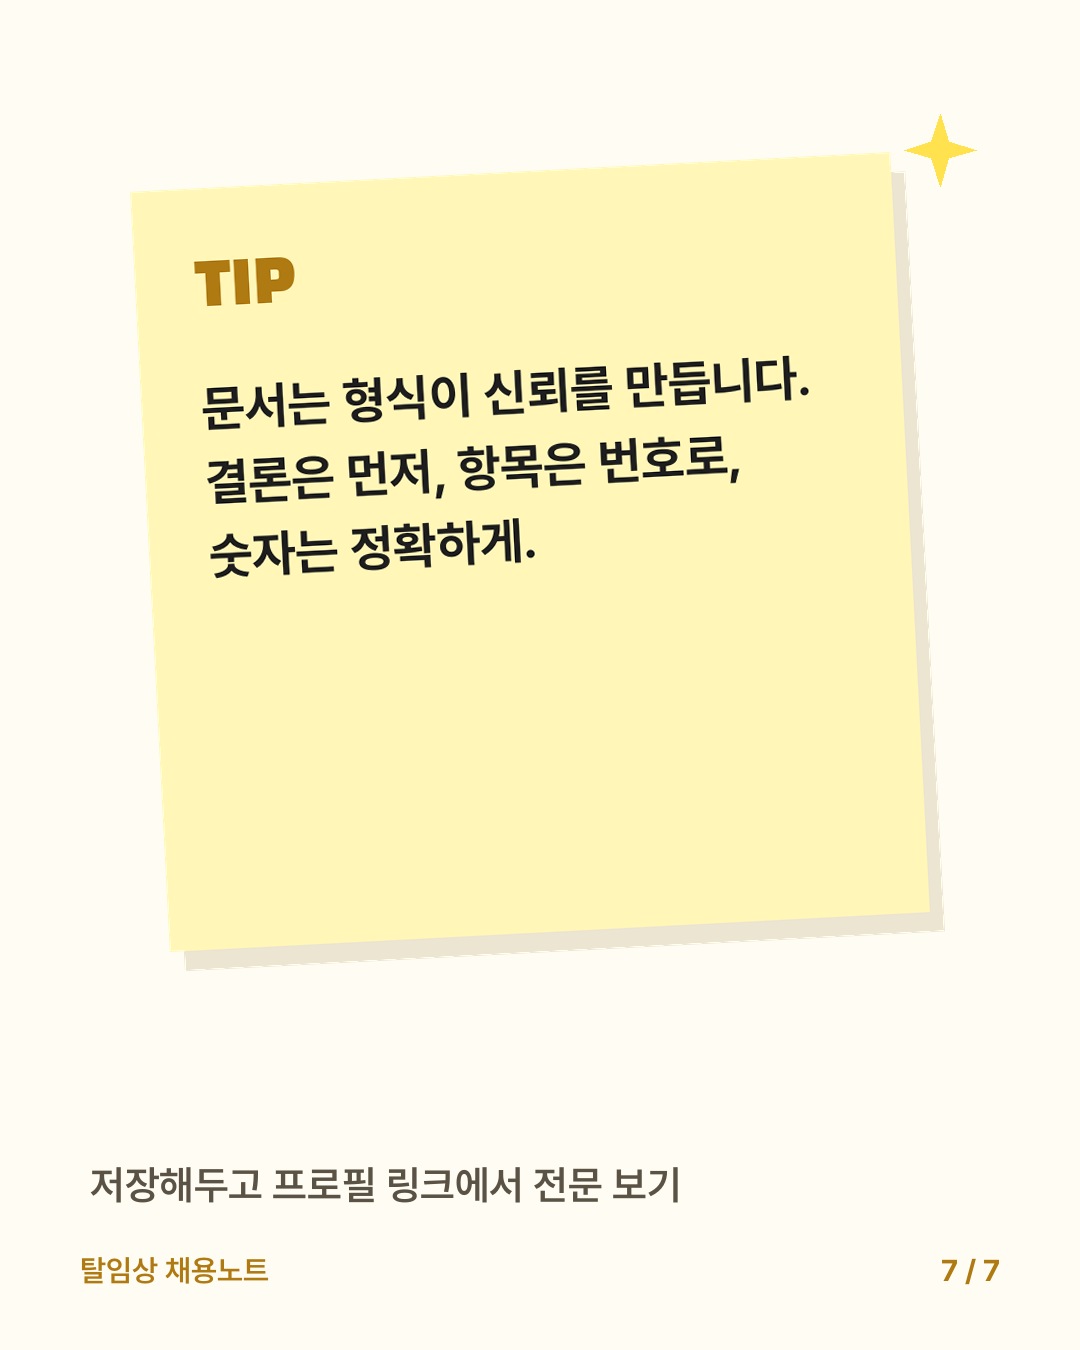 TIP
문서는 형식이 신뢰를 만듭니다.
결론은 먼저, 항목은 번호로,
숫자는 정확하게.
저장해두고 프로필 링크에서 전문 보기
탈임상 채용노트
7 / 7